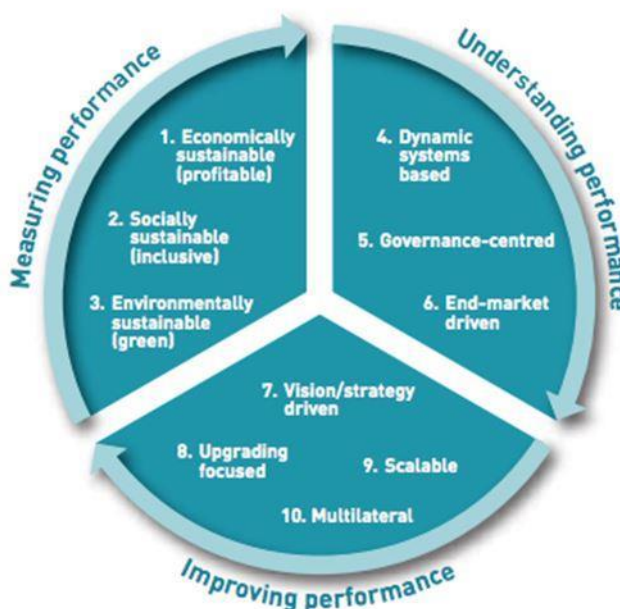 Measuring performance
1. Economically
sustainable
(profitable)
2. Socially
sustainable
(inclusive)
3. Environmentally
sustainable
(green)
Understanding performance
4. Dynamic
systems
based
5. Governance-centred
6. End-market
driven
7. Vision/strategy
driven
8. Upgrading
focused
9. Scalable
10. Multilateral
Improving performance